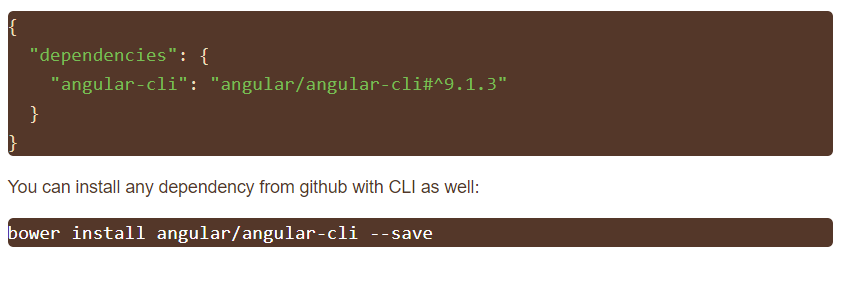 {
  "dependencies": {
    "angular-cli": "angular/angular-cli#^9.1.3"
  }
}
You can install any dependency from github with CLI as well:
bower install angular/angular-cli --save